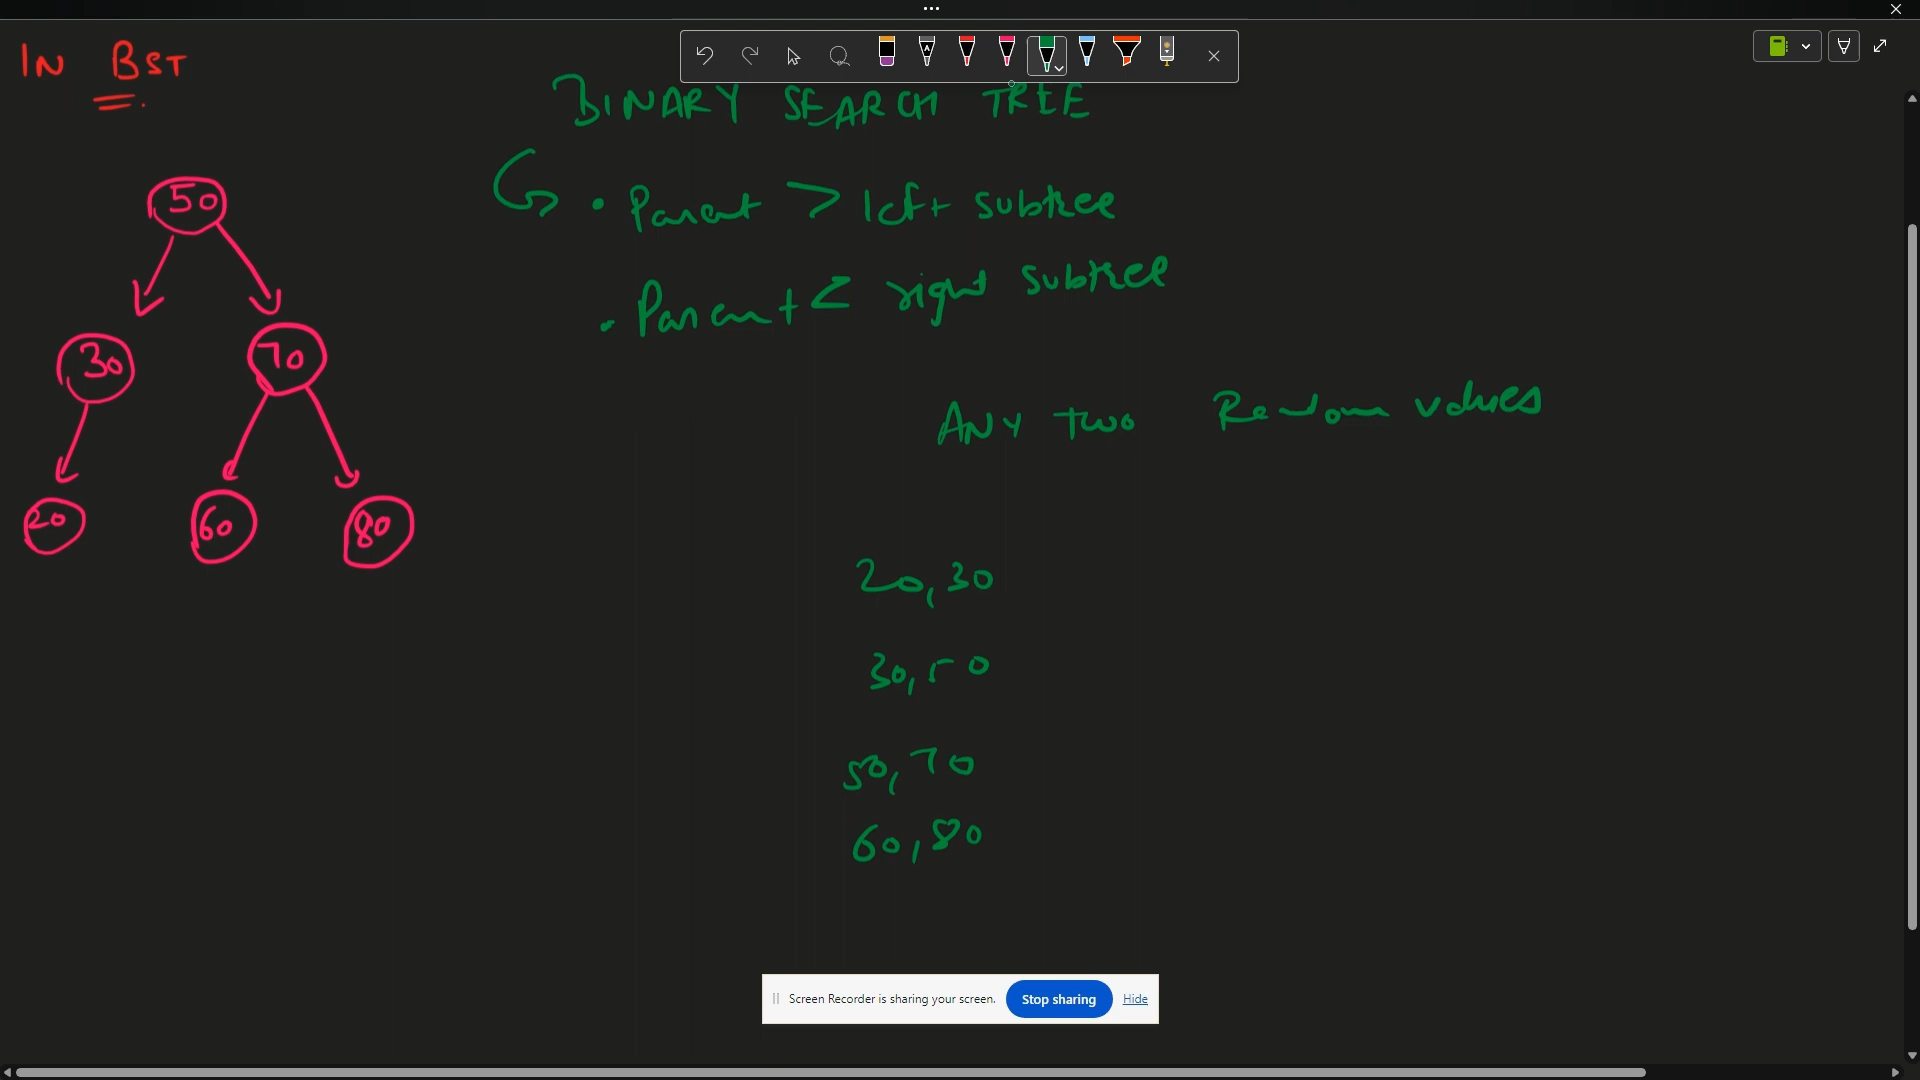 IN BST
BINARY SEARCH TREE
• Parent > left subtree
• Parent < right subtree
50
30
70
20
60
80
ANY two Random values
20,30
30,50
50,70
60,80
Screen Recorder is sharing your screen.
Stop sharing
Hide